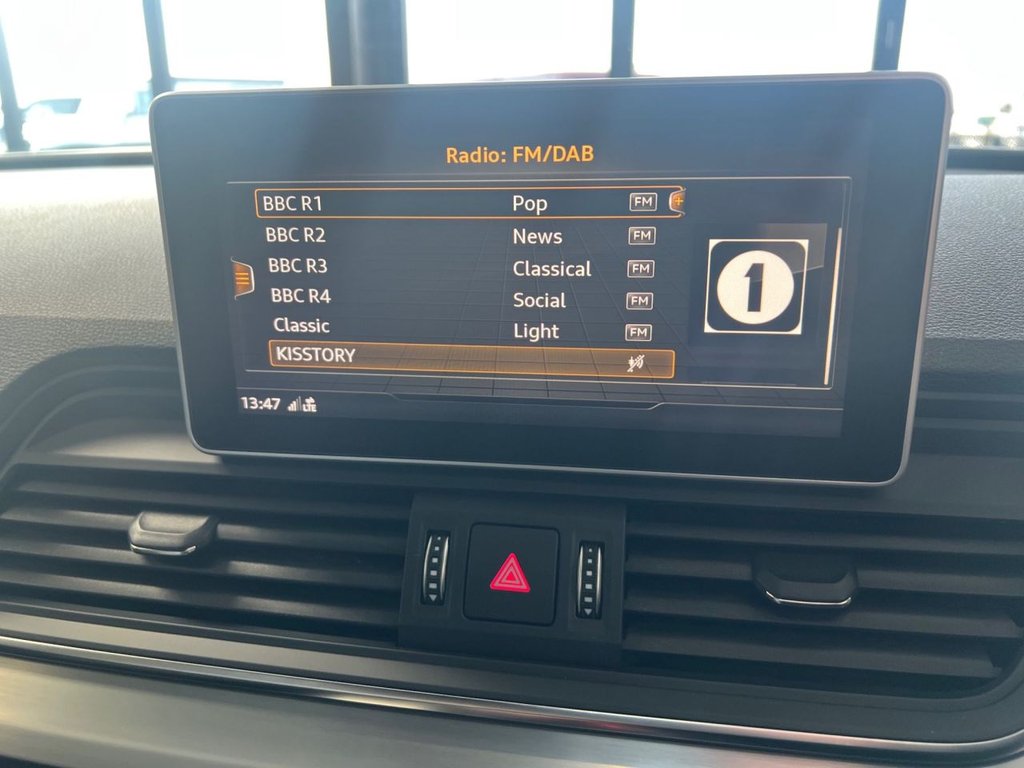 Radio: FM/DAB
BBC R1 Pop FM
BBC R2 News FM
BBC R3 Classical FM
BBC R4 Social FM
Classic Light FM
KISSTORY
1
13:47 LTE